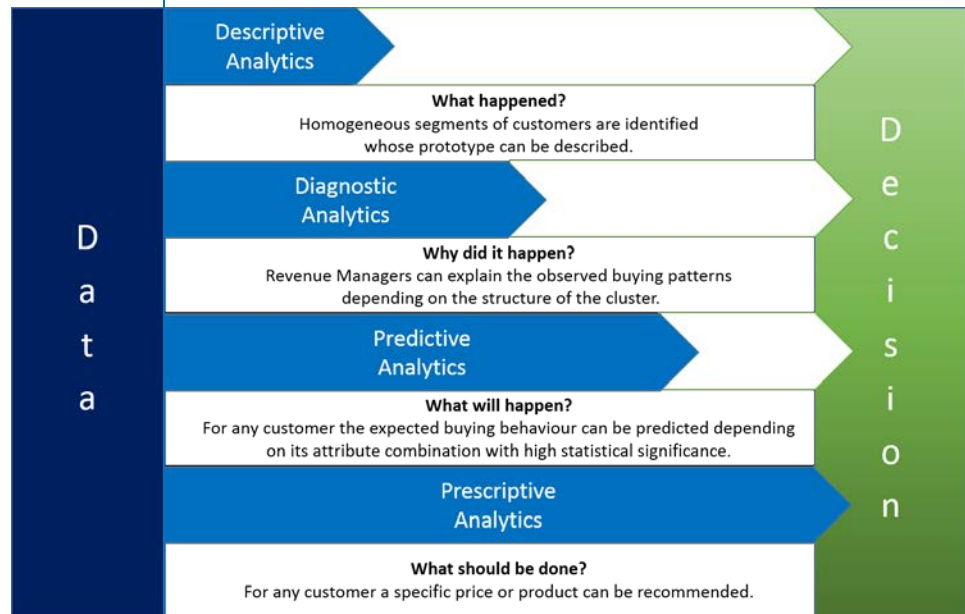 Data
Descriptive
Analytics
What happened?
Homogeneous segments of customers are identified
whose prototype can be described.
Diagnostic
Analytics
Why did it happen?
Revenue Managers can explain the observed buying patterns
depending on the structure of the cluster.
Predictive
Analytics
What will happen?
For any customer the expected buying behaviour can be predicted depending
on its attribute combination with high statistical significance.
Prescriptive
Analytics
What should be done?
For any customer a specific price or product can be recommended.
Decision